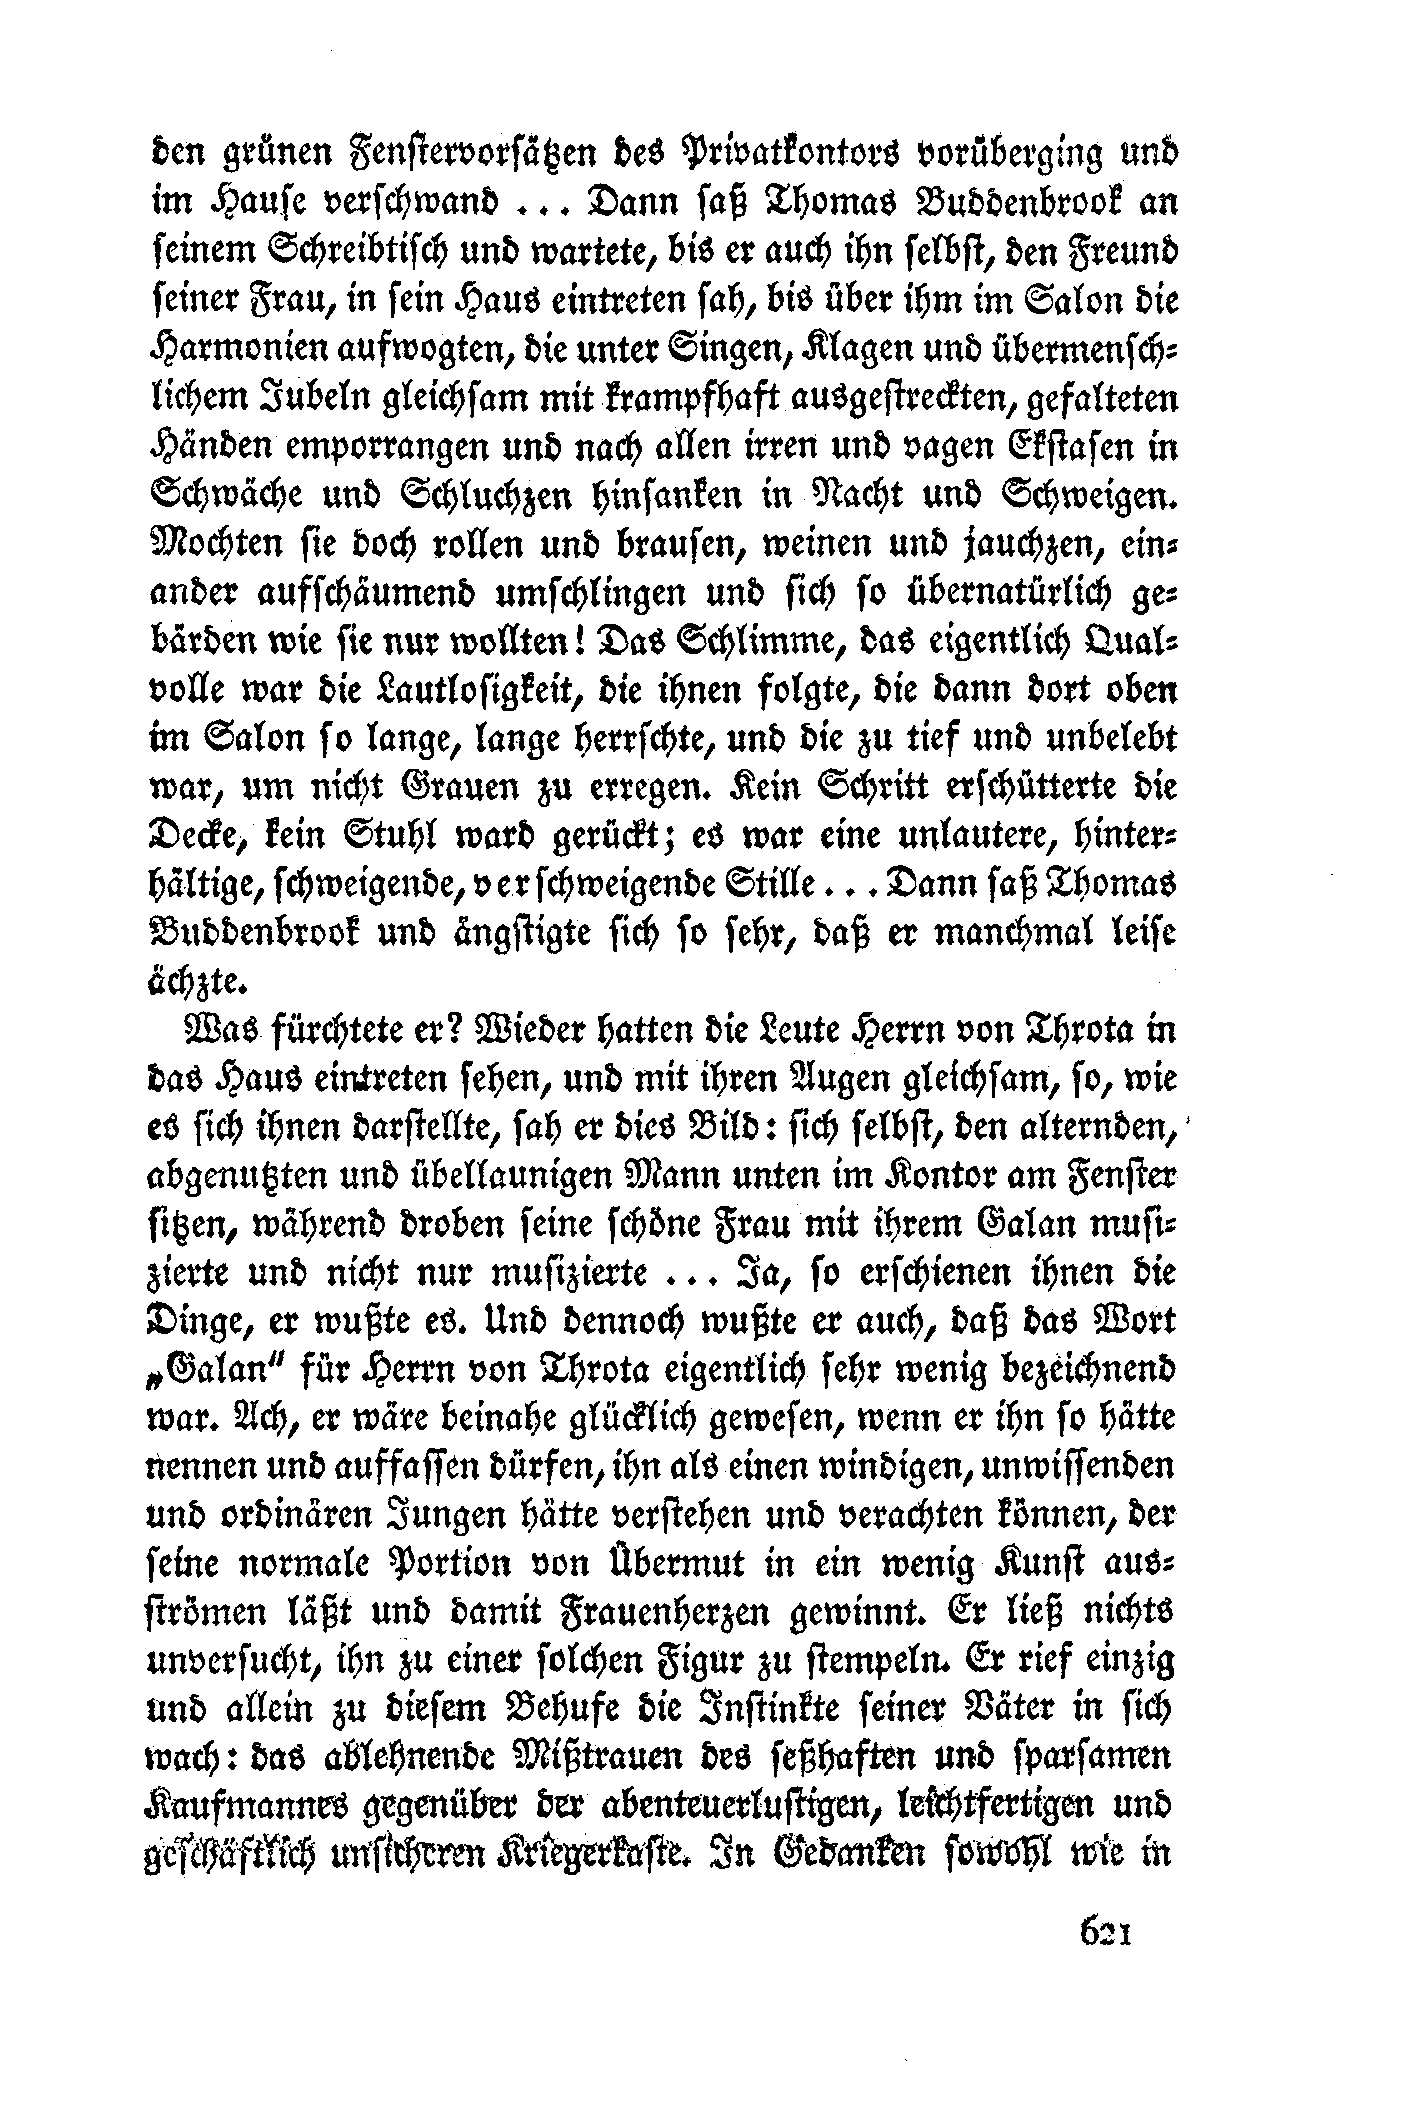 den grünen Fenstervorsätzen des Privatkontors vorüberging und
im Hause verschwand ... Dann saß Thomas Buddenbrook an
seinem Schreibtisch und wartete, bis er auch ihn selbst, den Freund
seiner Frau, in sein Haus eintreten sah, bis über ihm im Salon die
Harmonien aufwogten, die unter Singen, Klagen und übermensch-
lichem Jubeln gleichsam mit krampfhaft ausgestreckten, gefalteten
Händen emporrangen und nach allen irren und vagen Ekstasen in
Schwäche und Schluchzen hinsanken in Nacht und Schweigen.
Mochten sie doch rollen und brausen, weinen und jauchzen, ein-
ander aufschäumend umschlingen und sich so übernatürlich ge-
bärden wie sie nur wollten! Das Schlimme, das eigentlich Qual-
volle war die Lautlosigkeit, die ihnen folgte, die dann dort oben
im Salon so lange, lange herrschte, und die zu tief und unbelebt
war, um nicht Grauen zu erregen. Kein Schritt erschütterte die
Decke, kein Stuhl ward gerückt; es war eine unlautere, hinter-
hältige, schweigende, verschweigende Stille ... Dann saß Thomas
Buddenbrook und ängstigte sich so sehr, daß er manchmal leise
ächzte.
Was fürchtete er? Wieder hatten die Leute Herrn von Throta in
das Haus eintreten sehen, und mit ihren Augen gleichsam, so, wie
es sich ihnen darstellte, sah er dies Bild: sich selbst, den alternden,
abgenutzten und übellaunigen Mann unten im Kontor am Fenster
sitzen, während droben seine schöne Frau mit ihrem Galan musi-
zierte und nicht nur musizierte ... Ja, so erschienen ihnen die
Dinge, er wußte es. Und dennoch wußte er auch, daß das Wort
„Galan“ für Herrn von Throta eigentlich sehr wenig bezeichnend
war. Ach, er wäre beinahe glücklich gewesen, wenn er ihn so hätte
nennen und auffassen dürfen, ihn als einen windigen, unwissenden
und ordinären Jungen hätte verstehen und verachten können, der
seine normale Portion von Übermut in ein wenig Kunst aus-
strömen läßt und damit Frauenherzen gewinnt. Er ließ nichts
unversucht, ihn zu einer solchen Figur zu stempeln. Er rief einzig
und allein zu diesem Behufe die Instinkte seiner Väter in sich
wach: das ablehnende Mißtrauen des seßhaften und sparsamen
Kaufmannes gegenüber der abenteuerlustigen, leichtfertigen und
geschäftlich unsicheren Kriegerkaste. In Gedanken sowohl wie in
621